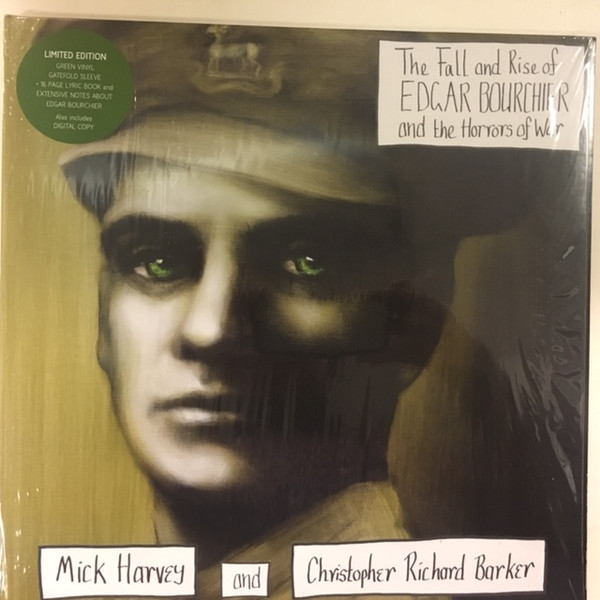 LIMITED EDITION
GREEN VINYL
GATEFOLD SLEEVE
+ 16 PAGE LYRIC BOOK and
EXTENSIVE NOTES ABOUT
EDGAR BOURCHIER
Also includes
DIGITAL COPY
The Fall and Rise of
EDGAR BOURCHIER
and the Horrors of War
Mick Harvey
and
Christopher Richard Barker